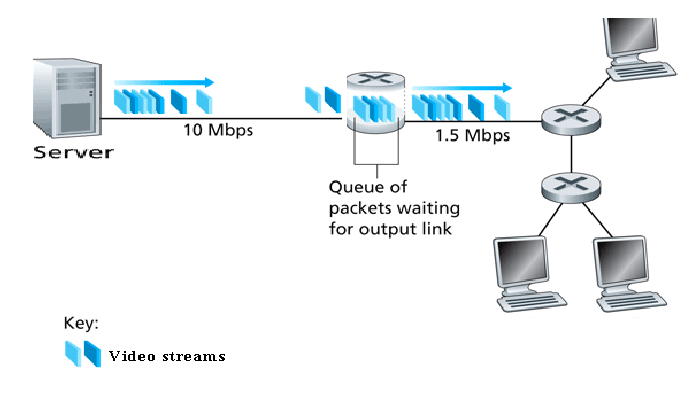 10 Mbps
1.5 Mbps
Server
Queue of
packets waiting
for output link
Key:
Video streams